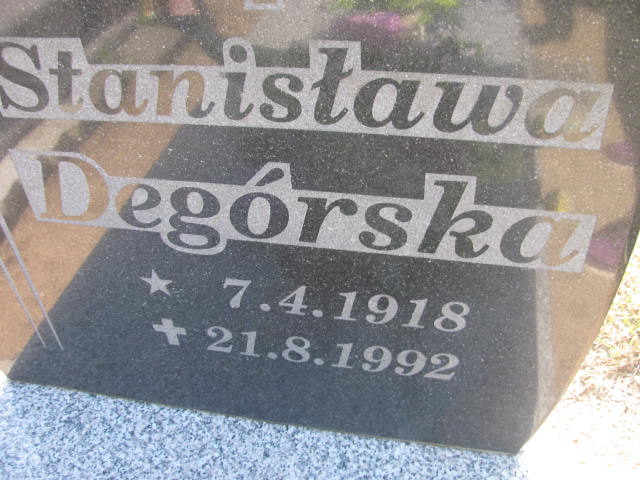 Stanisława
Degórska
★ 7.4.1918
✝ 21.8.1992